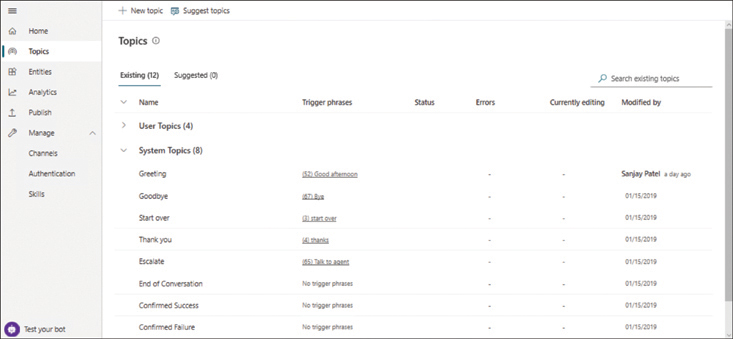 New topic Suggest topics
Home
Topics
Entities
Analytics
Publish
Manage
Channels
Authentication
Skills
Test your bot
Topics
Existing (12) Suggested (0)
Search existing topics
Name Trigger phrases Status Errors Currently editing Modified by
User Topics (4)
System Topics (8)
Greeting (52) Good afternoon - - Sanjay Patel a day ago
Goodbye (67) Bye - - 01/15/2019
Start over (3) start over - - 01/15/2019
Thank you (4) thanks - - 01/15/2019
Escalate (65) Talk to agent - - 01/15/2019
End of Conversation No trigger phrases - - 01/15/2019
Confirmed Success No trigger phrases - - 01/15/2019
Confirmed Failure No trigger phrases - - 01/15/2019